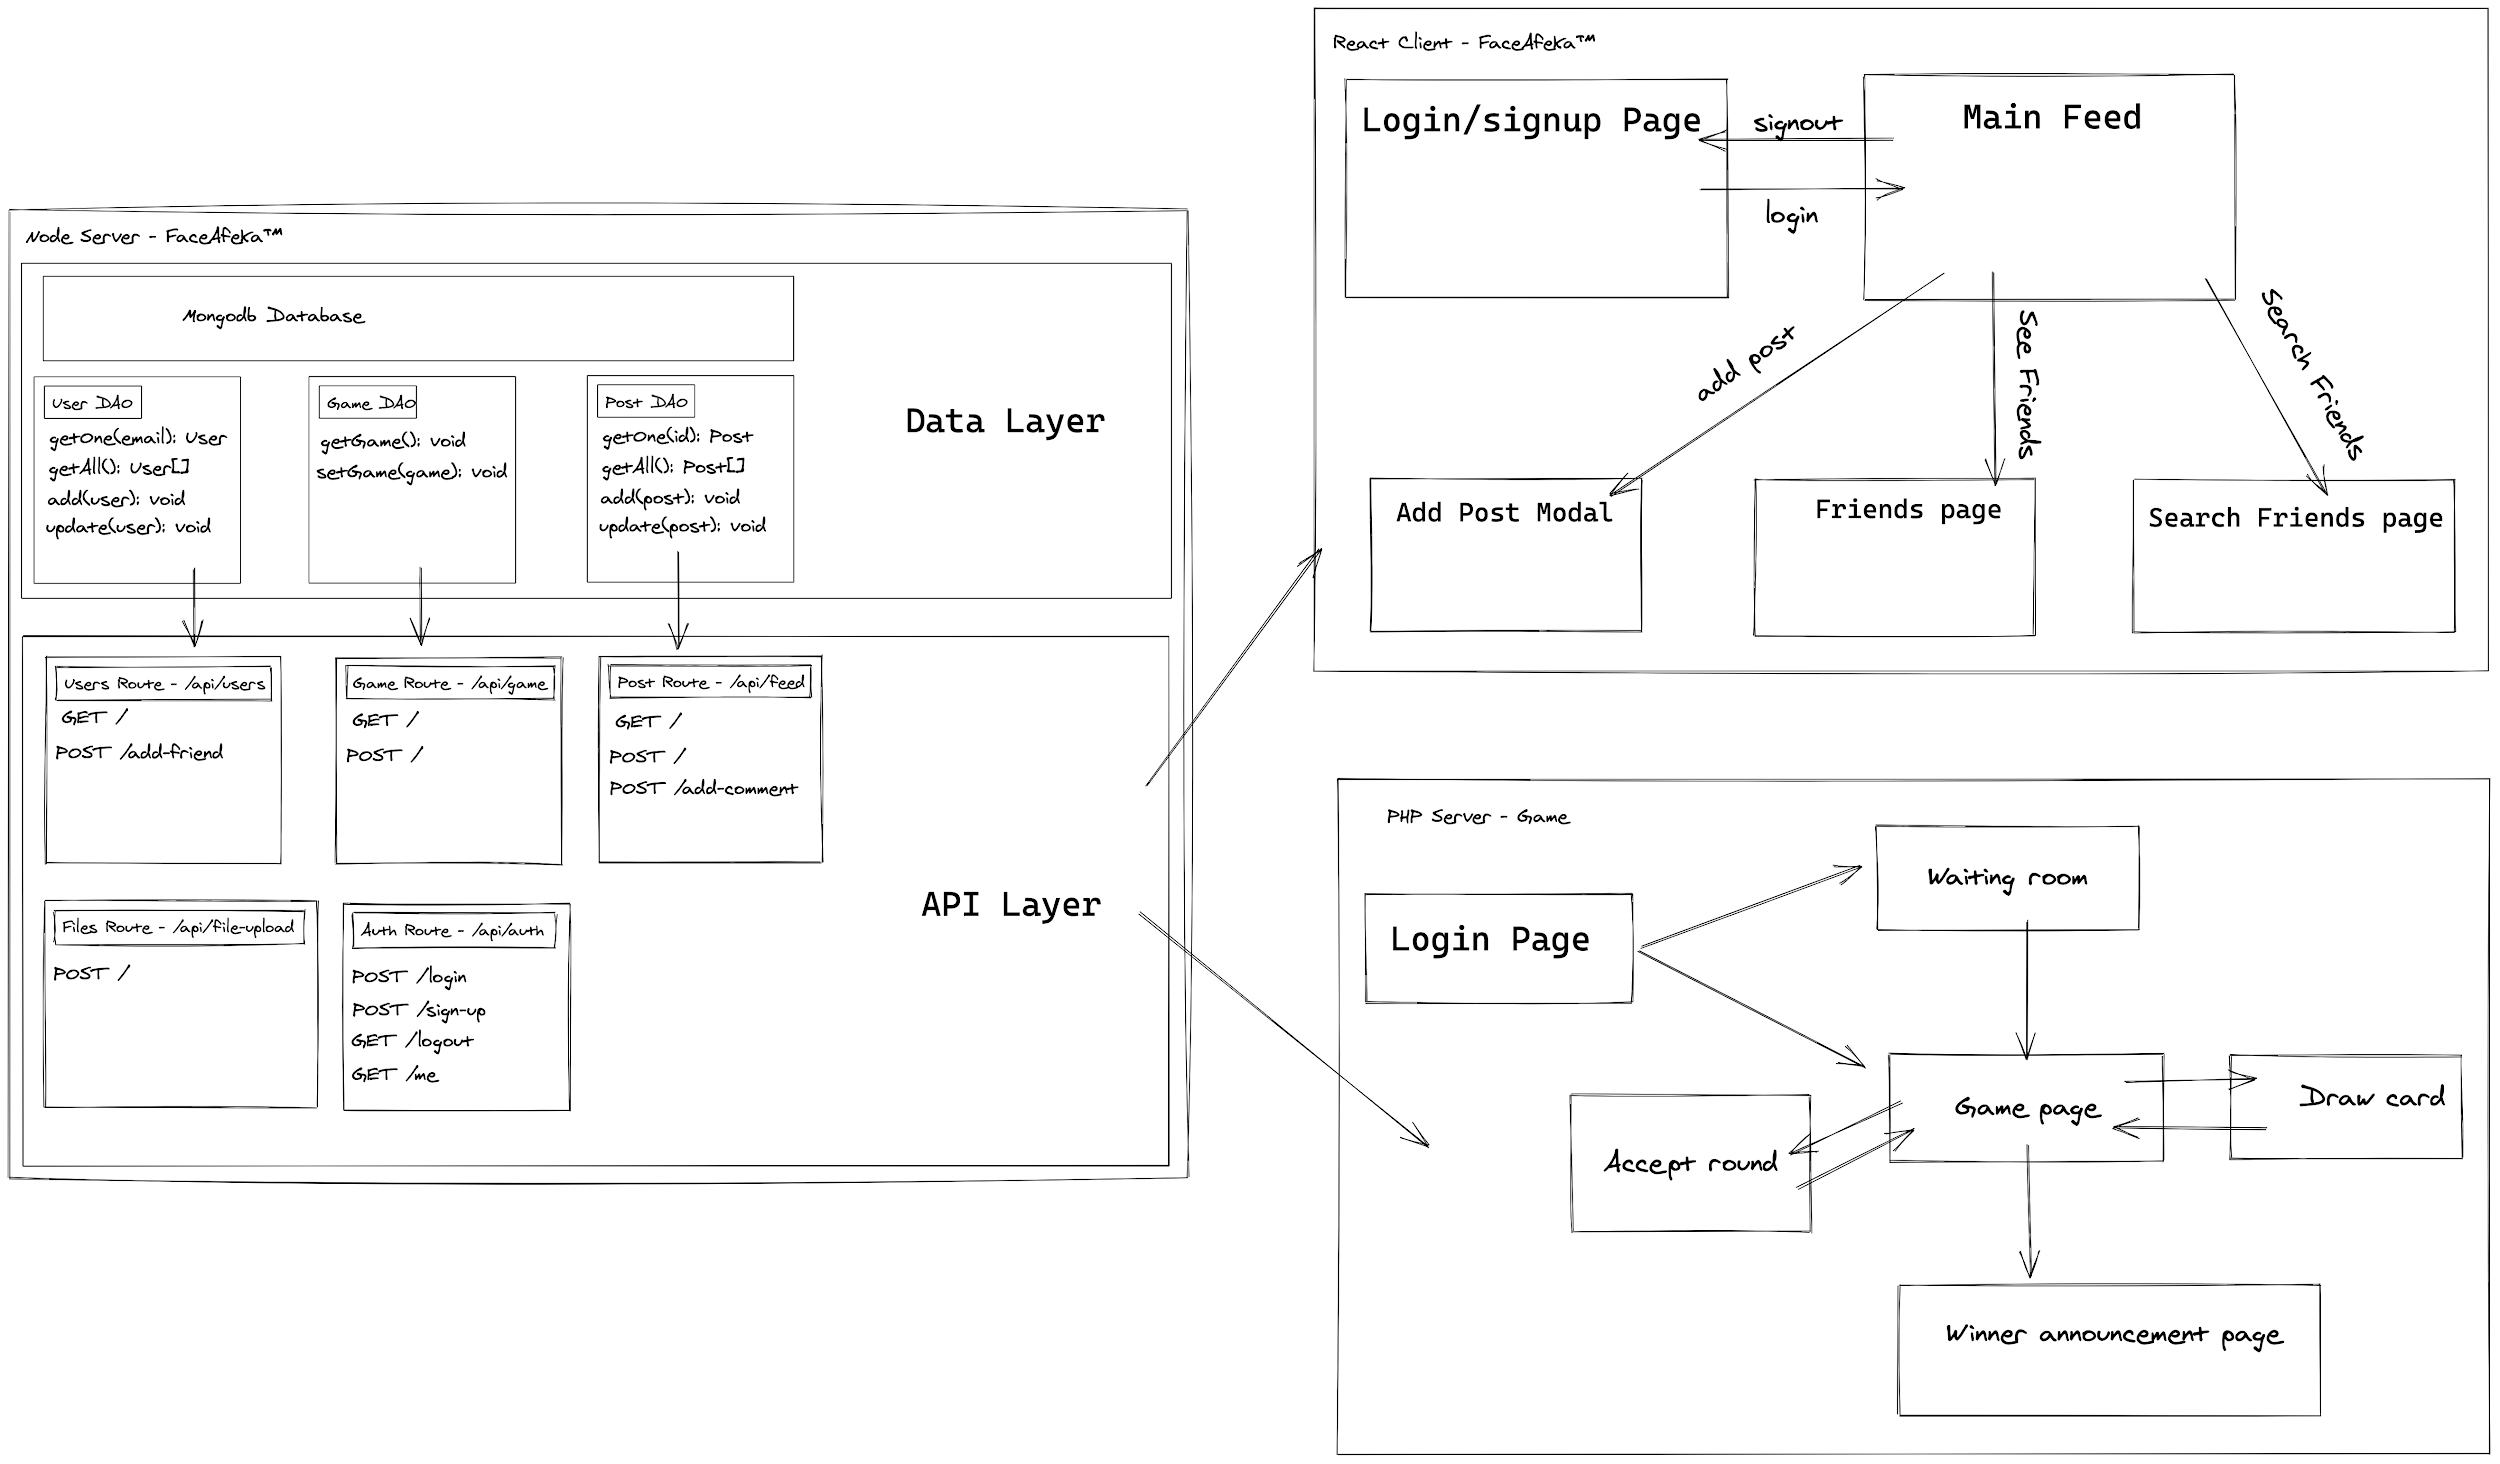 Node Server - FaceAfeka™
Mongodb Database
User DAO
getOne(email): User
getAll(): User[]
add(user): void
update(user): void
Game DAO
getGame(): void
setGame(game): void
Post DAO
getOne(id): Post
getAll(): Post[]
add(post): void
update(post): void
Data Layer
Users Route - /api/users
GET /
POST /add-friend
Game Route - /api/game
GET /
POST /
Post Route - /api/feed
GET /
POST /
POST /add-comment
Files Route - /api/file-upload
POST /
Auth Route - /api/auth
POST /login
POST /sign-up
GET /logout
GET /me
API Layer
React Client - FaceAfeka™
Login/signup Page
signout
login
Main Feed
add post
See Friends
Search Friends
Add Post Modal
Friends page
Search Friends page
PHP Server - Game
Login Page
Waiting room
Game page
Draw card
Accept round
Winner announcement page